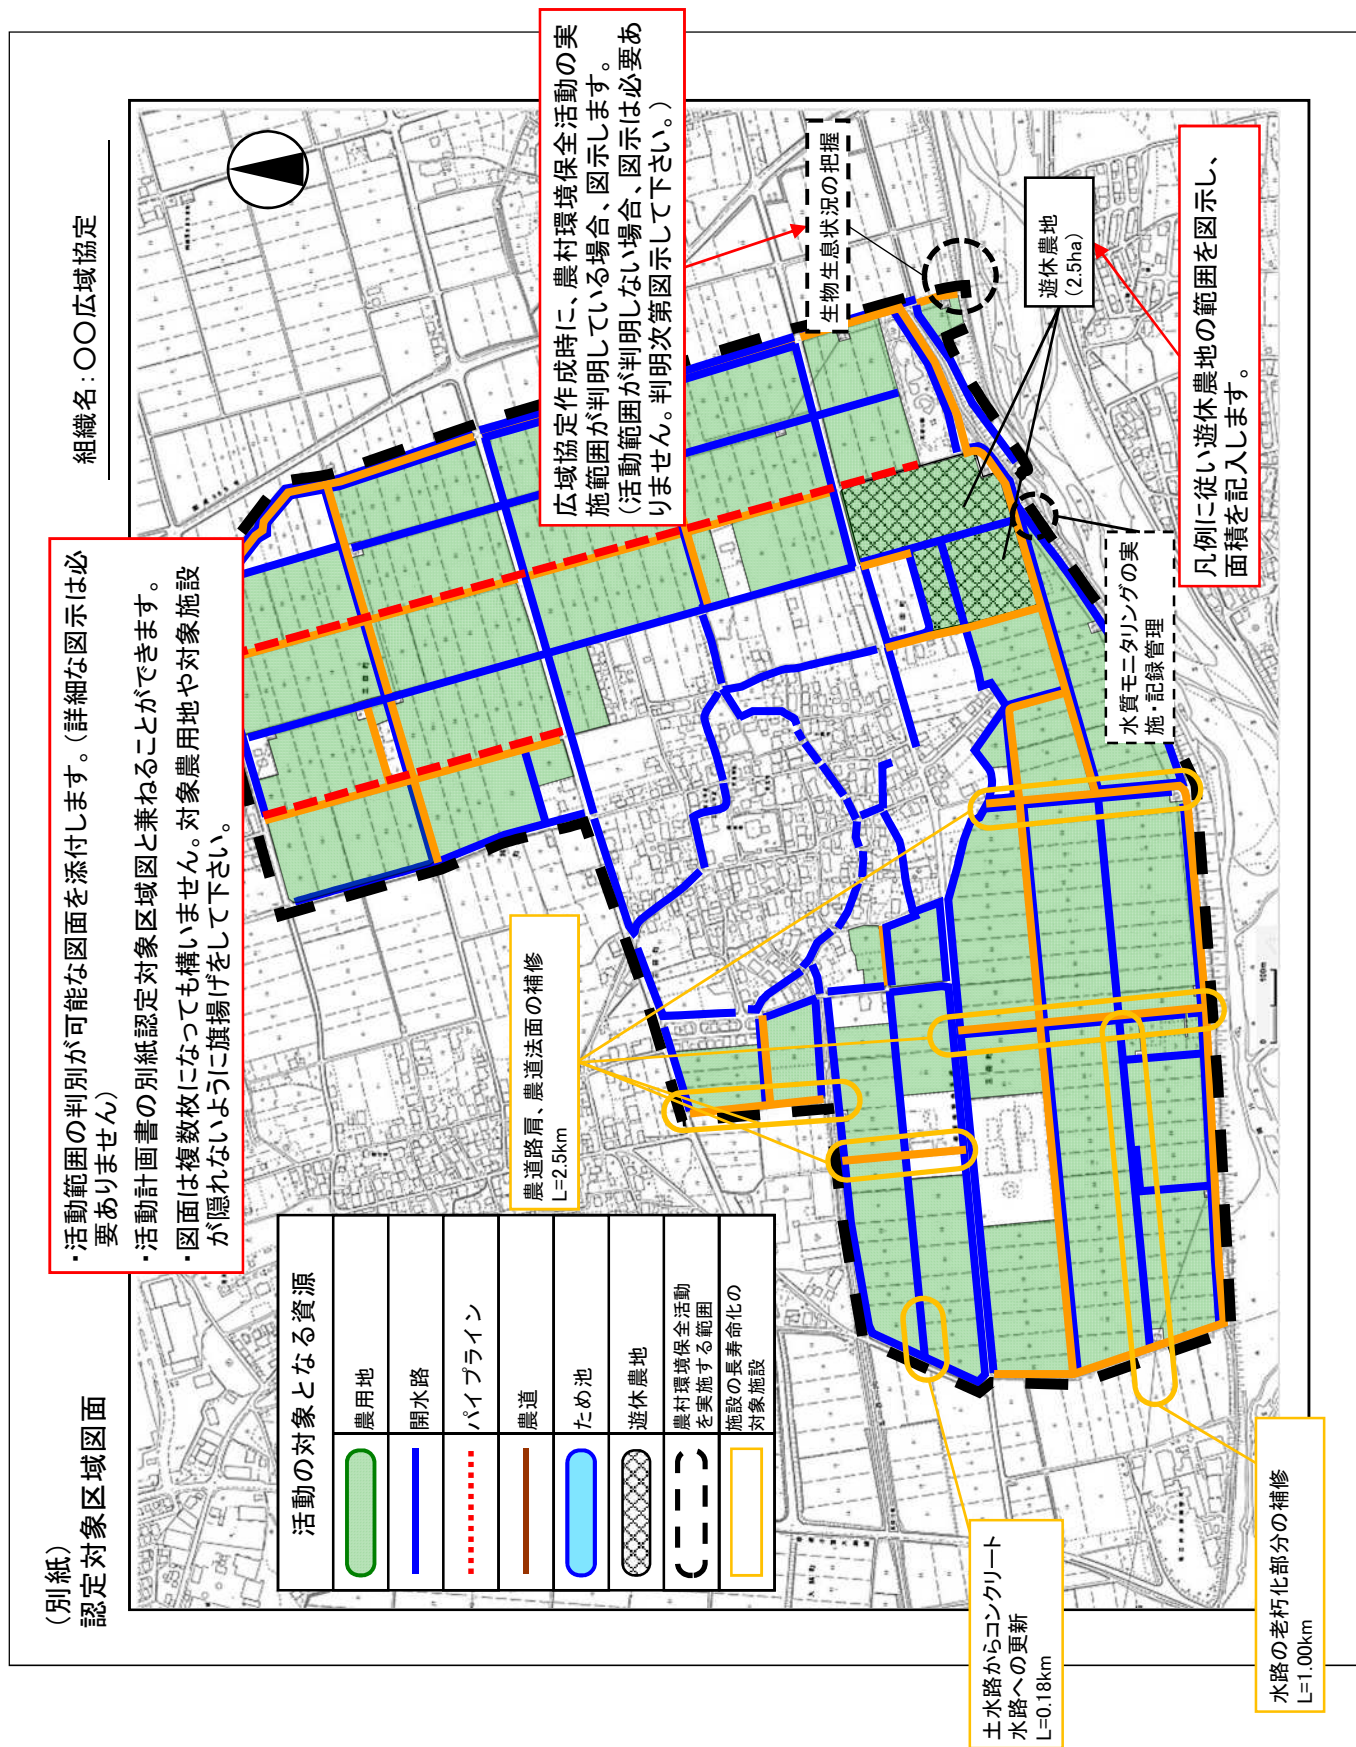 （別紙）
認定対象区域図面
組織名：〇〇広域協定
・活動範囲の判別が可能な図面を添付します。（詳細な図示は必
要ありません）
・活動計画書の別紙認定対象区域図と兼ねることができます。
・図面は複数枚になっても構いません。対象農用地や対象施設
が隠れないように旗揚げをして下さい。
広域協定作成時に、農村環境保全活動の実
施範囲が判明している場合、図示します。
（活動範囲が判明しない場合、図示は必要あ
りません。判明次第図示して下さい。）
活動の対象となる資源
農用地
開水路
パイプライン
農道
ため池
遊休農地
農村環境保全活動
を実施する範囲
施設の長寿命化の
対象施設
農道路肩、農道法面の補修
L=2.5km
生物生息状況の把握
遊休農地
（2.5ha）
水質モニタリングの実
施・記録管理
凡例に従い遊休農地の範囲を図示し、
面積を記入します。
土水路からコンクリート
水路への更新
L=0.18km
水路の老朽化部分の補修
L=1.00km
0 100m